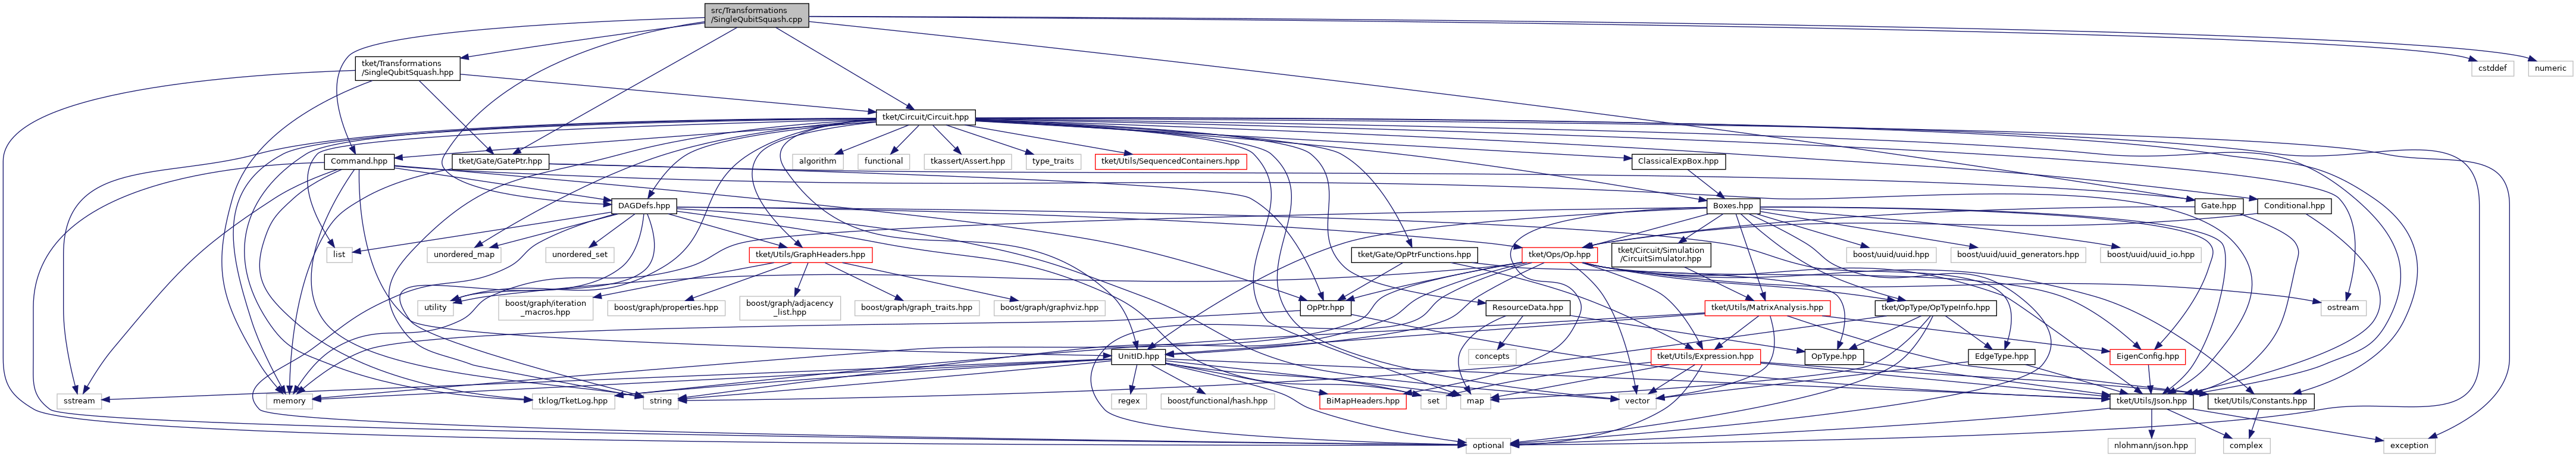 src/Transformations
/SingleQubitSquash.cpp
tket/Transformations
/SingleQubitSquash.hpp
cstddef
numeric
tket/Circuit/Circuit.hpp
Command.hpp
tket/Gate/GatePtr.hpp
algorithm
functional
tkassert/Assert.hpp
type_traits
tket/Utils/SequencedContainers.hpp
ClassicalExpBox.hpp
DAGDefs.hpp
Boxes.hpp
Gate.hpp
Conditional.hpp
list
unordered_map
unordered_set
tket/Utils/GraphHeaders.hpp
tket/Gate/OpPtrFunctions.hpp
tket/Ops/Op.hpp
tket/Circuit/Simulation
/CircuitSimulator.hpp
boost/uuid/uuid.hpp
boost/uuid/uuid_generators.hpp
boost/uuid/uuid_io.hpp
utility
boost/graph/iteration
_macros.hpp
boost/graph/properties.hpp
boost/graph/adjacency
_list.hpp
boost/graph/graph_traits.hpp
boost/graph/graphviz.hpp
OpPtr.hpp
ResourceData.hpp
tket/Utils/MatrixAnalysis.hpp
tket/OpType/OpTypeInfo.hpp
ostream
UnitID.hpp
concepts
tket/Utils/Expression.hpp
OpType.hpp
EdgeType.hpp
EigenConfig.hpp
sstream
memory
tklog/TketLog.hpp
string
regex
boost/functional/hash.hpp
BiMapHeaders.hpp
set
map
vector
tket/Utils/Json.hpp
tket/Utils/Constants.hpp
optional
nlohmann/json.hpp
complex
exception